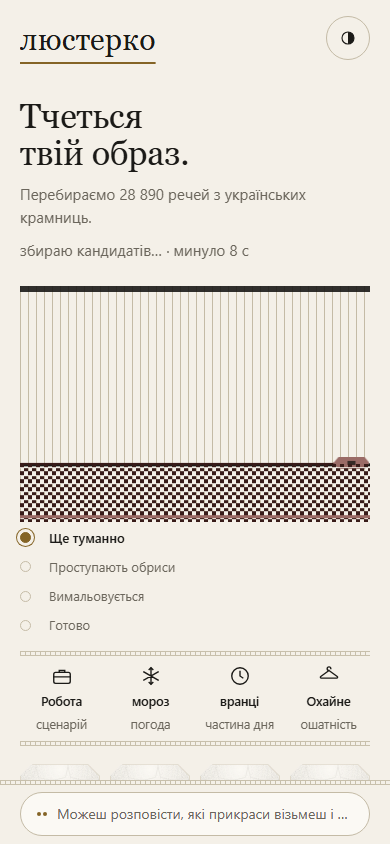 люстерко
Тчеться
твій образ.
Перебираємо 28 890 речей з українських
крамниць.
збираю кандидатів... · минуло 8 с
Ще туманно
Проступають обриси
Вимальовується
Готово
Робота мороз вранці Охайне
сценарій погода частина дня ошатність
Можеш розповісти, які прикраси візьмеш і ...